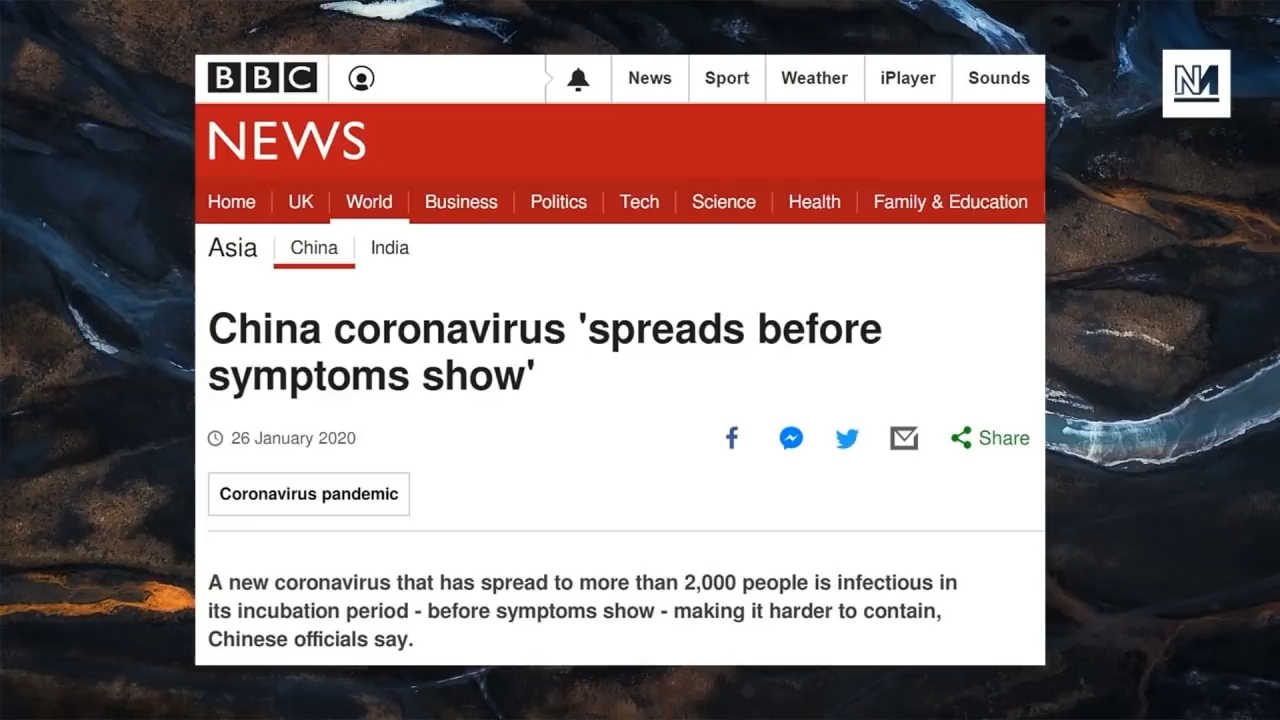 BBC
News Sport Weather iPlayer Sounds
NM
NEWS
Home UK World Business Politics Tech Science Health Family & Education
Asia China India
China coronavirus 'spreads before
symptoms show'
26 January 2020
Share
Coronavirus pandemic
A new coronavirus that has spread to more than 2,000 people is infectious in
its incubation period - before symptoms show - making it harder to contain,
Chinese officials say.